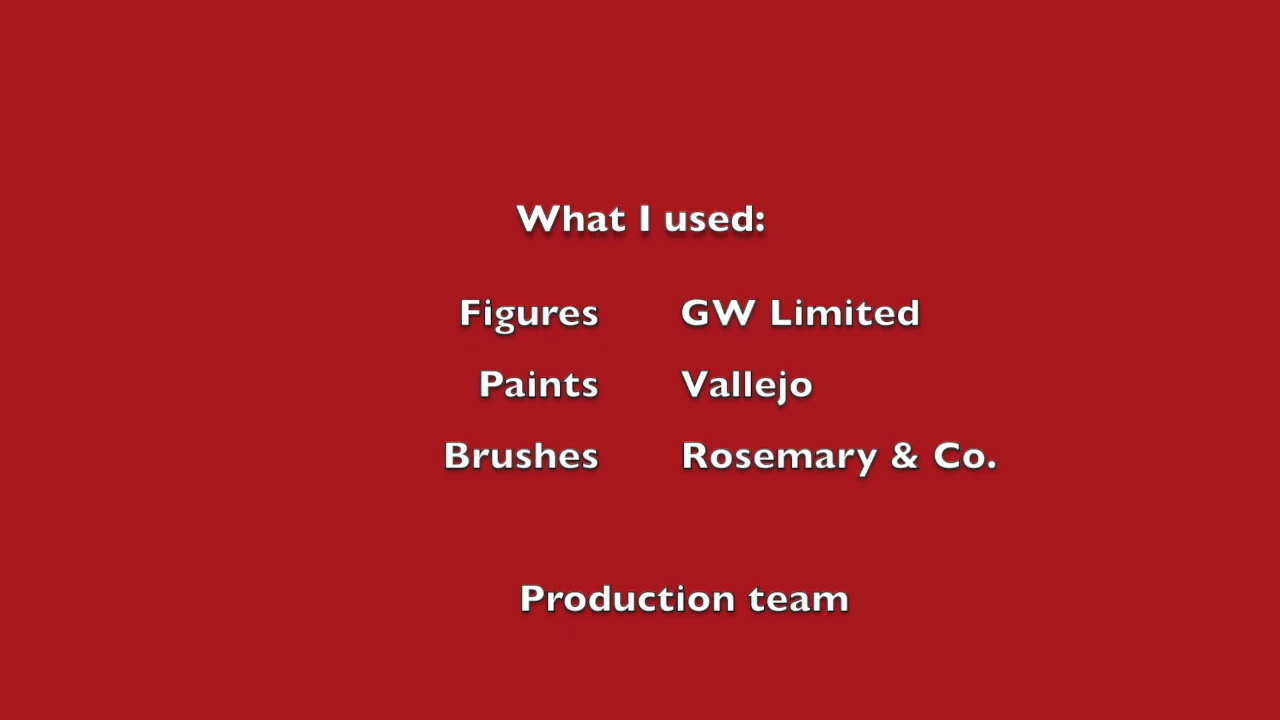 What I used:
Figures GW Limited
Paints Vallejo
Brushes Rosemary & Co.
Production team